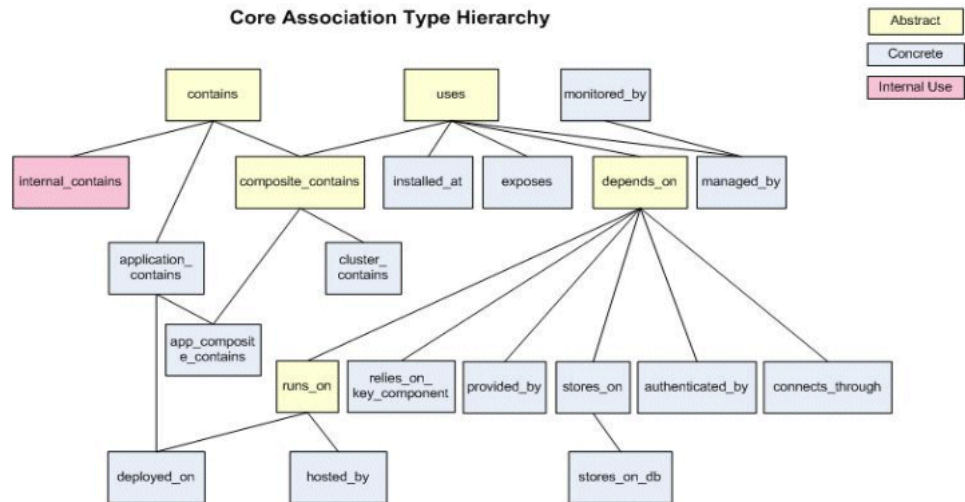 Core Association Type Hierarchy
Abstract
Concrete
Internal Use
contains
uses
monitored_by
internal_contains
composite_contains
installed_at
exposes
depends_on
managed_by
application_
contains
cluster_
contains
app_composit
e_contains
runs_on
relies_on_
key_component
provided_by
stores_on
authenticated_by
connects_through
deployed_on
hosted_by
stores_on_db